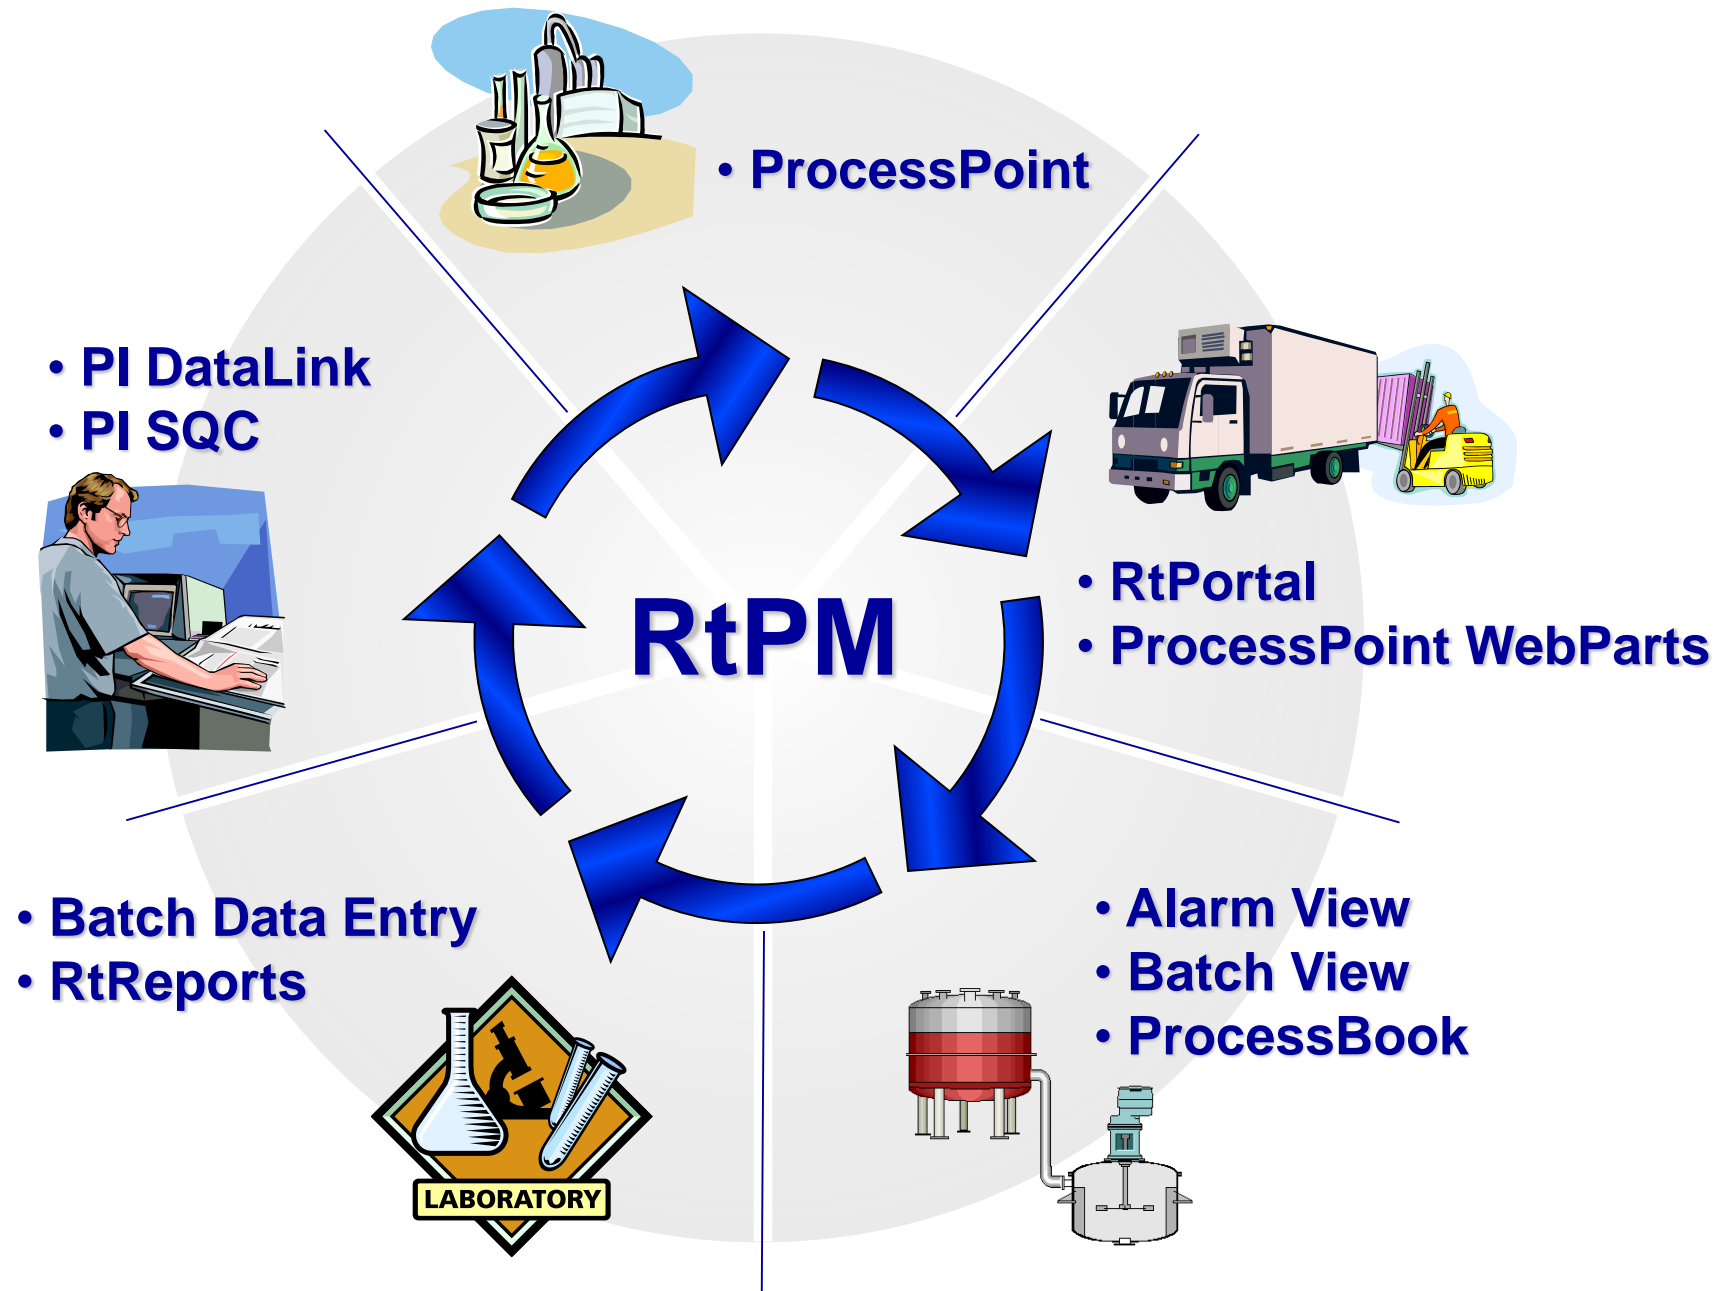 • ProcessPoint
• PI DataLink
• PI SQC
RtPM
• RtPortal
• ProcessPoint WebParts
• Batch Data Entry
• RtReports
• Alarm View
• Batch View
• ProcessBook
LABORATORY